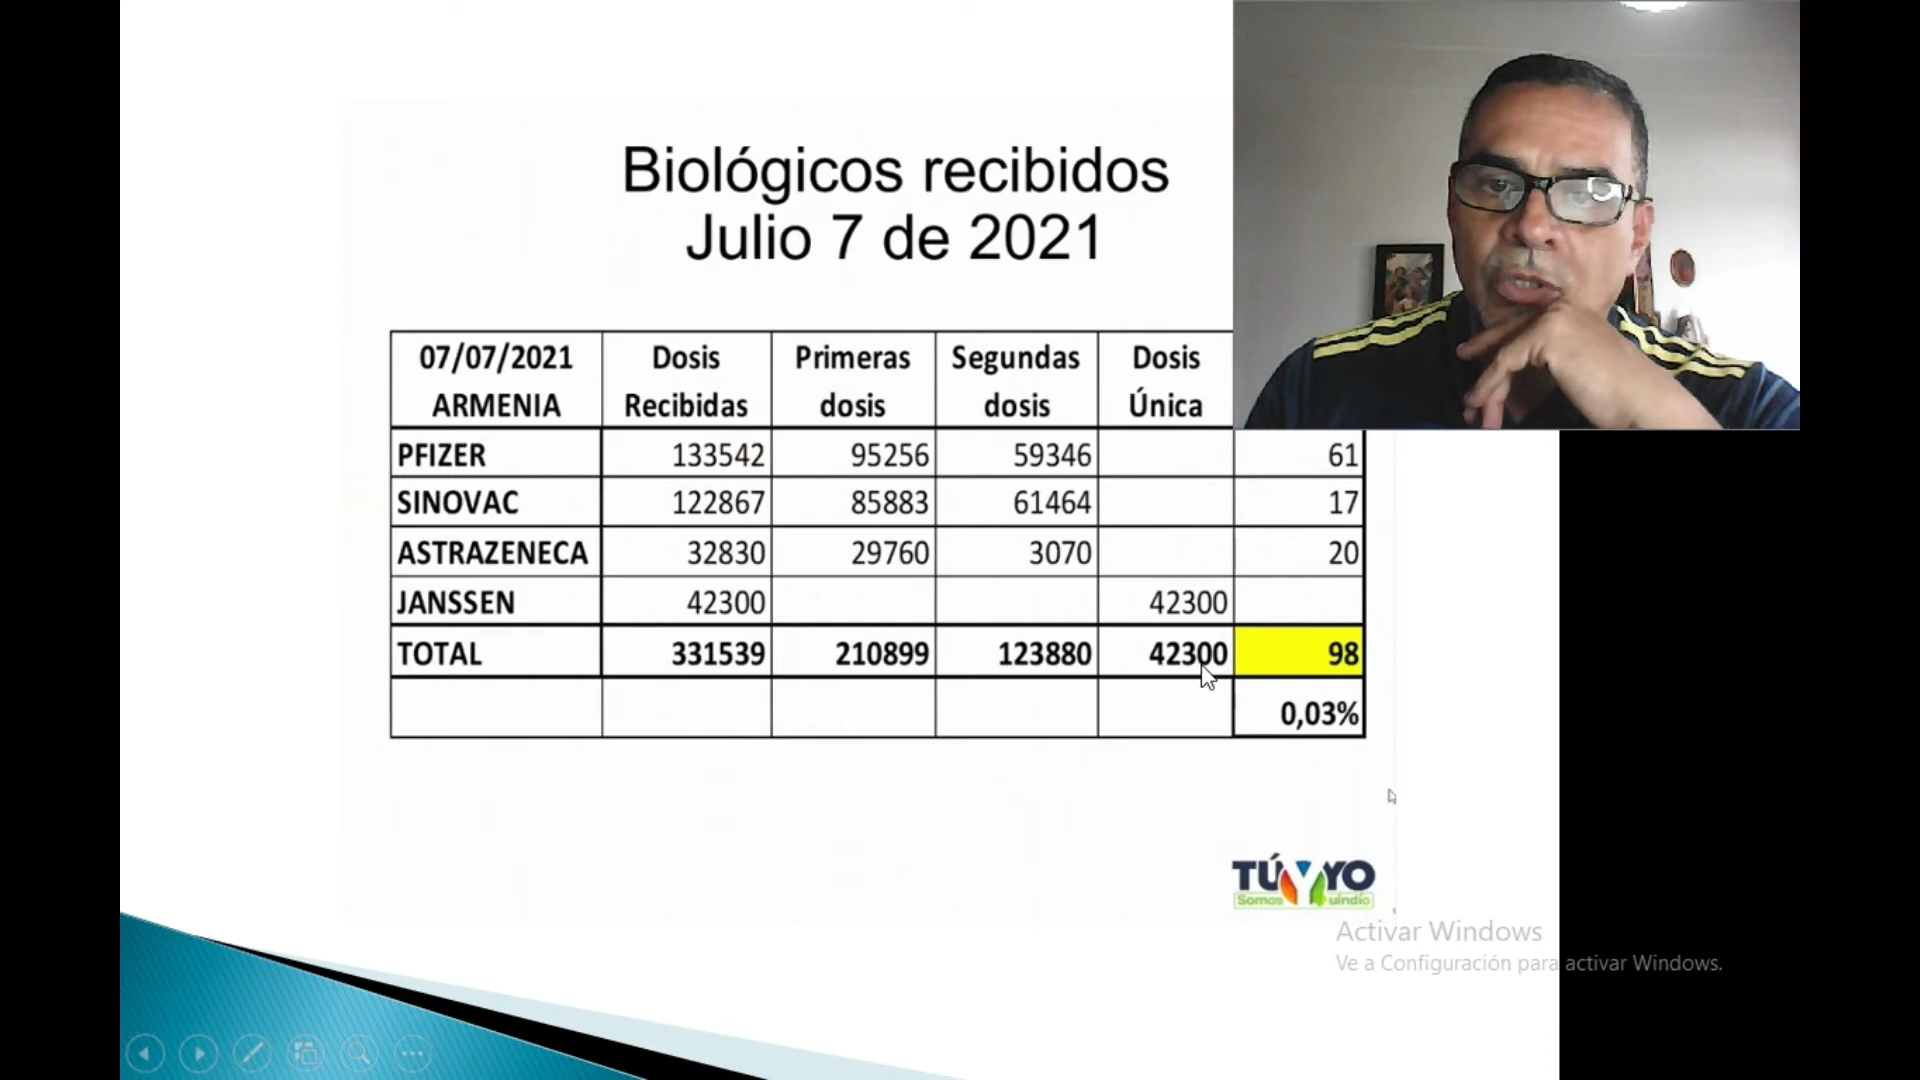 Biológicos recibidos
Julio 7 de 2021
07/07/2021 ARMENIA Dosis Recibidas Primeras dosis Segundas dosis Dosis Única
PFIZER 133542 95256 59346 61
SINOVAC 122867 85883 61464 17
ASTRAZENECA 32830 29760 3070 20
JANSSEN 42300 42300
TOTAL 331539 210899 123880 42300 98
0,03%
TÚ Y YO
Somos Quindío
Activar Windows
Ve a Configuración para activar Windows.